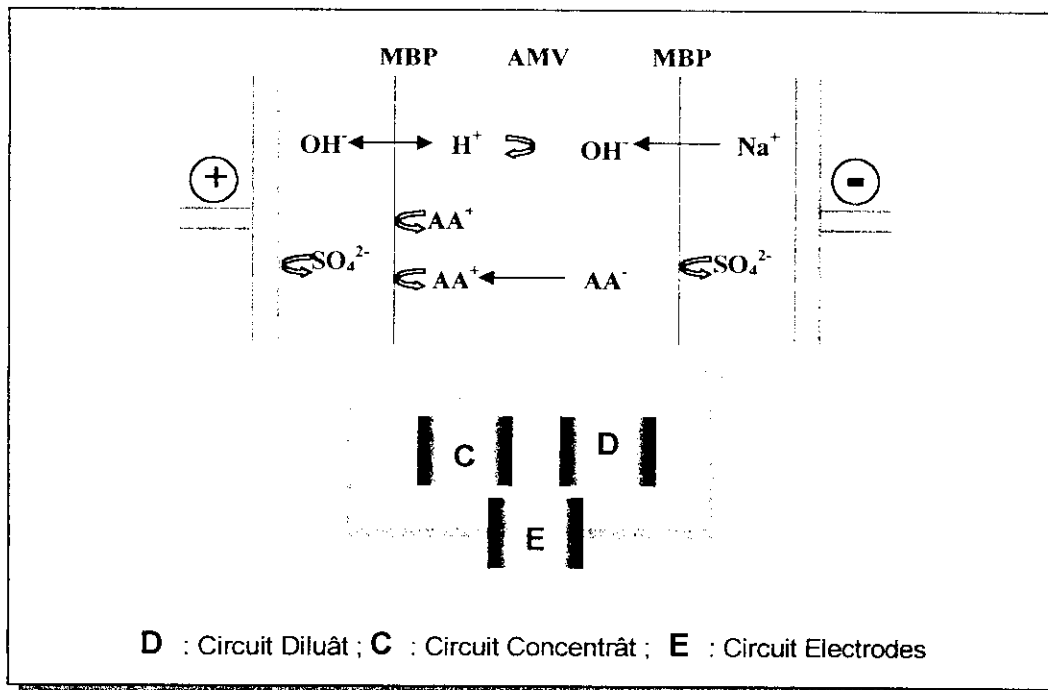 MBP AMV MBP
OH⁻ H⁺ OH⁻ Na⁺
+ -
AA⁺
SO₄²⁻ AA⁺ AA⁻ SO₄²⁻
C D
E
D : Circuit Diluât ; C : Circuit Concentrât ; E : Circuit Electrodes